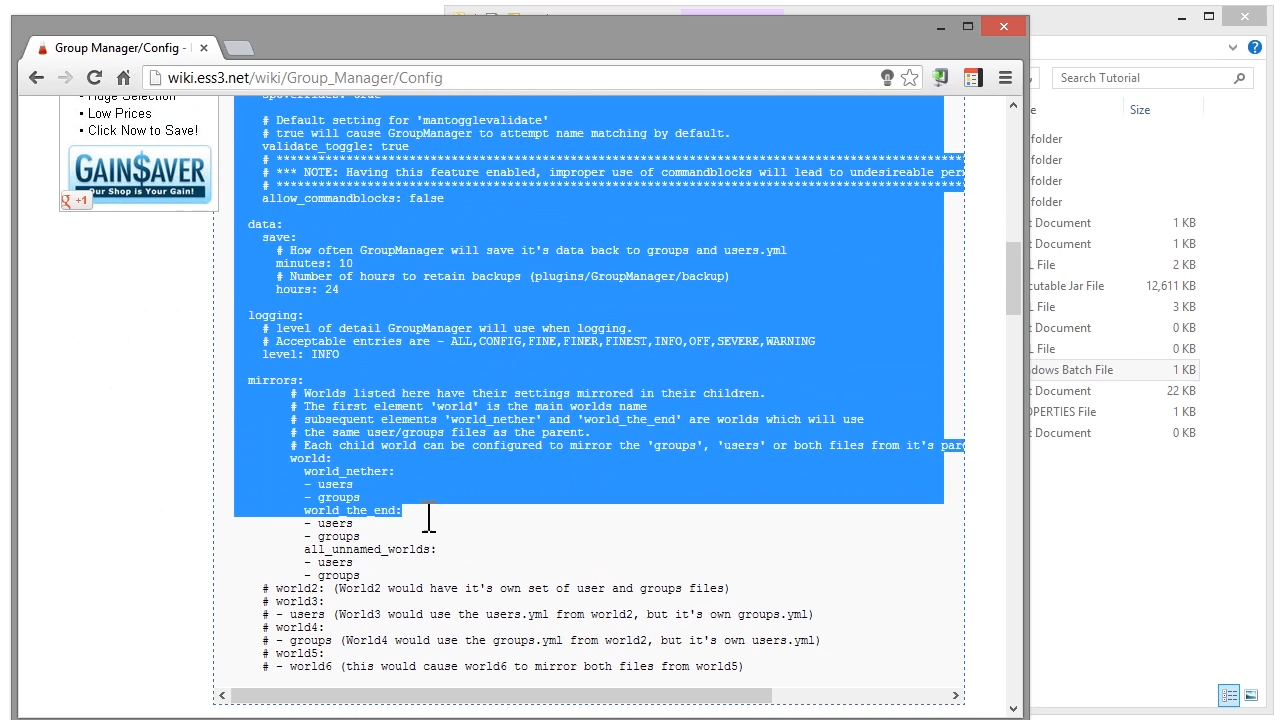 Group Manager/Config -
wiki.ess3.net/wiki/Group_Manager/Config
Search Tutorial
Size
• Low Prices
• Click Now to Save!
GAIN$AVER
Our Shop is Your Gain!
g +1
# Default setting for 'mantogglevalidate'
# true will cause GroupManager to attempt name matching by default.
validate_toggle: true
# **************************************************************************************************
# *** NOTE: Having this feature enabled, improper use of commandblocks will lead to undesireable per
# **************************************************************************************************
allow_commandblocks: false
data:
save:
# How often GroupManager will save it's data back to groups and users.yml
minutes: 10
# Number of hours to retain backups (plugins/GroupManager/backup)
hours: 24
logging:
# level of detail GroupManager will use when logging.
# Acceptable entries are - ALL,CONFIG,FINE,FINER,FINEST,INFO,OFF,SEVERE,WARNING
level: INFO
mirrors:
# Worlds listed here have their settings mirrored in their children.
# The first element 'world' is the main worlds name
# subsequent elements 'world_nether' and 'world_the_end' are worlds which will use
# the same user/groups files as the parent.
# Each child world can be configured to mirror the 'groups', 'users' or both files from it's par
world:
world_nether:
- users
- groups
world_the_end:
- users
- groups
all_unnamed_worlds:
- users
- groups
# world2: (World2 would have it's own set of user and groups files)
# world3:
# - users (World3 would use the users.yml from world2, but it's own groups.yml)
# world4:
# - groups (World4 would use the groups.yml from world2, but it's own users.yml)
# world5:
# - world6 (this would cause world6 to mirror both files from world5)
folder
folder
folder
folder
t Document 1 KB
t Document 1 KB
L File 2 KB
cutable Jar File 12,611 KB
L File 3 KB
t Document 0 KB
L File 0 KB
dows Batch File 1 KB
t Document 22 KB
OPERTIES File 1 KB
t Document 0 KB